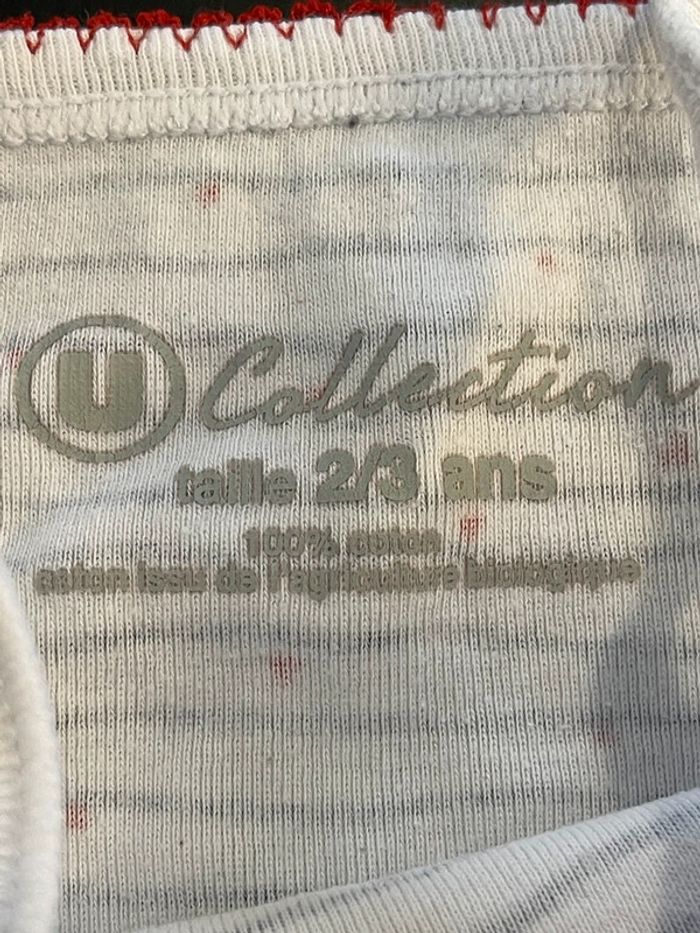 U Collection
taille 2/3 ans
100% coton
coton issu de l'agriculture biologique